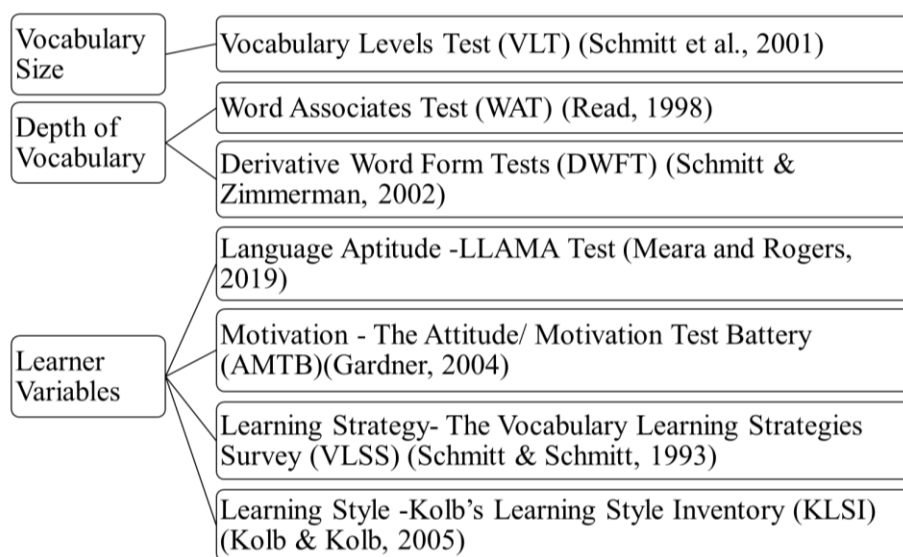 Vocabulary
Size
Vocabulary Levels Test (VLT) (Schmitt et al., 2001)
Depth of
Vocabulary
Word Associates Test (WAT) (Read, 1998)
Derivative Word Form Tests (DWFT) (Schmitt &
Zimmerman, 2002)
Learner
Variables
Language Aptitude -LLAMA Test (Meara and Rogers,
2019)
Motivation - The Attitude/ Motivation Test Battery
(AMTB)(Gardner, 2004)
Learning Strategy- The Vocabulary Learning Strategies
Survey (VLSS) (Schmitt & Schmitt, 1993)
Learning Style -Kolb’s Learning Style Inventory (KLSI)
(Kolb & Kolb, 2005)